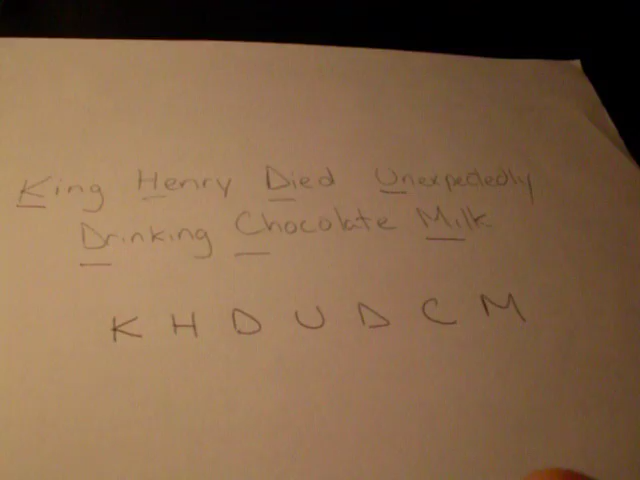 King Henry Died Unexpectedly
Drinking Chocolate Milk
K H D U D C M